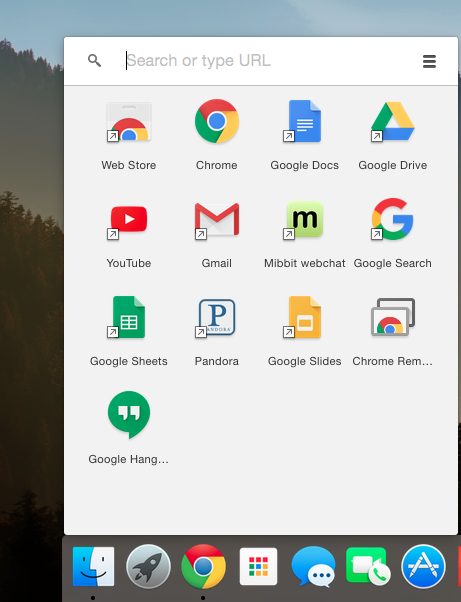 Search or type URL
Web Store
Chrome
Google Docs
Google Drive
YouTube
Gmail
m
Mibbit webchat
G
Google Search
P
PANDORA
Google Sheets
Pandora
Google Slides
Chrome Rem…
Google Hang…